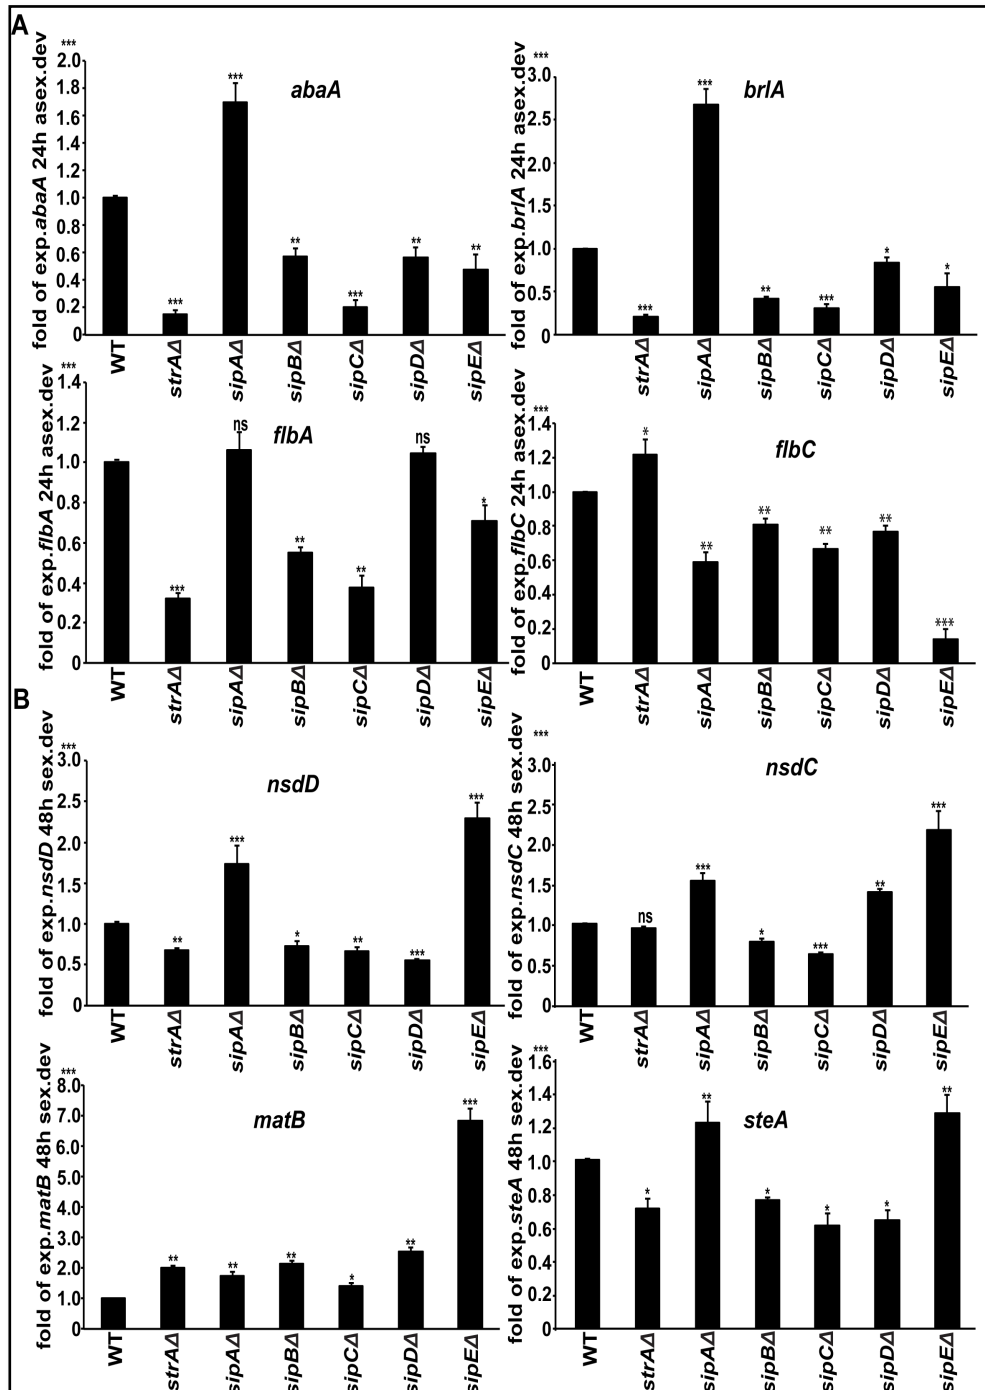 A
***
fold of exp.abaA 24h asex.dev
2.0
1.8
1.6
1.4
1.2
1.0
0.8
0.6
0.4
0.2
0
abaA
***
***
**
***
**
**
WT
strAΔ
sipAΔ
sipBΔ
sipCΔ
sipDΔ
sipEΔ
***
fold of exp.brlA 24h asex.dev
3.0
2.5
2.0
1.5
1.0
0.5
0
brlA
***
***
**
***
*
*
WT
strAΔ
sipAΔ
sipBΔ
sipCΔ
sipDΔ
sipEΔ
***
fold of exp.flbA 24h asex.dev
1.4
1.2
1.0
0.8
0.6
0.4
0.2
0
flbA
***
ns
**
**
ns
*
WT
strAΔ
sipAΔ
sipBΔ
sipCΔ
sipDΔ
sipEΔ
***
fold of exp.flbC 24h asex.dev
1.4
1.2
1.0
0.8
0.6
0.4
0.2
0
flbC
*
**
**
**
**
***
WT
strAΔ
sipAΔ
sipBΔ
sipCΔ
sipDΔ
sipEΔ
B
***
fold of exp.nsdD 48h sex.dev
3.0
2.5
2.0
1.5
1.0
0.5
0
nsdD
**
***
*
**
***
***
WT
strAΔ
sipAΔ
sipBΔ
sipCΔ
sipDΔ
sipEΔ
***
fold of exp.nsdC 48h sex.dev
3.0
2.5
2.0
1.5
1.0
0.5
0
nsdC
ns
***
*
***
**
***
WT
strAΔ
sipAΔ
sipBΔ
sipCΔ
sipDΔ
sipEΔ
***
fold of exp.matB 48h sex.dev
8.0
7.0
6.0
5.0
4.0
3.0
2.0
1.0
0
matB
**
**
**
*
**
***
WT
strAΔ
sipAΔ
sipBΔ
sipCΔ
sipDΔ
sipEΔ
***
fold of exp.steA 48h sex.dev
1.6
1.4
1.2
1.0
0.8
0.6
0.4
0.2
0
steA
*
**
*
*
*
**
WT
strAΔ
sipAΔ
sipBΔ
sipCΔ
sipDΔ
sipEΔ